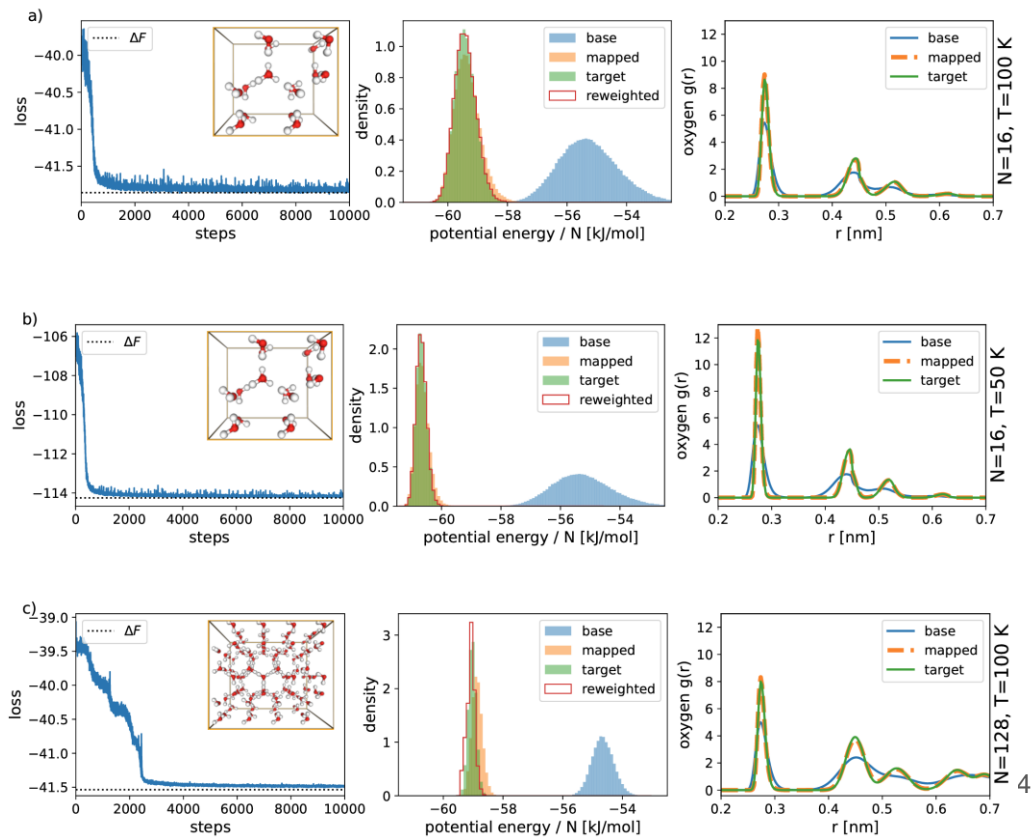 a)
ΔF
loss
−40.0
−40.5
−41.0
−41.5
0 2000 4000 6000 8000 10000
steps
density
1.0
0.8
0.6
0.4
0.2
0.0
base
mapped
target
reweighted
−60 −58 −56 −54
potential energy / N [kJ/mol]
oxygen g(r)
12
10
8
6
4
2
0
base
mapped
target
0.2 0.3 0.4 0.5 0.6 0.7
r [nm]
N=16, T=100 K
b)
ΔF
loss
−106
−108
−110
−112
−114
0 2000 4000 6000 8000 10000
steps
density
2.0
1.5
1.0
0.5
0.0
base
mapped
target
reweighted
−60 −58 −56 −54
potential energy / N [kJ/mol]
oxygen g(r)
12
10
8
6
4
2
0
base
mapped
target
0.2 0.3 0.4 0.5 0.6 0.7
r [nm]
N=16, T=50 K
c)
ΔF
loss
−39.0
−39.5
−40.0
−40.5
−41.0
−41.5
0 2000 4000 6000 8000 10000
steps
density
3
2
1
0
base
mapped
target
reweighted
−60 −58 −56 −54
potential energy / N [kJ/mol]
oxygen g(r)
12
10
8
6
4
2
0
base
mapped
target
0.2 0.3 0.4 0.5 0.6 0.7
r [nm]
N=128, T=100 K
4